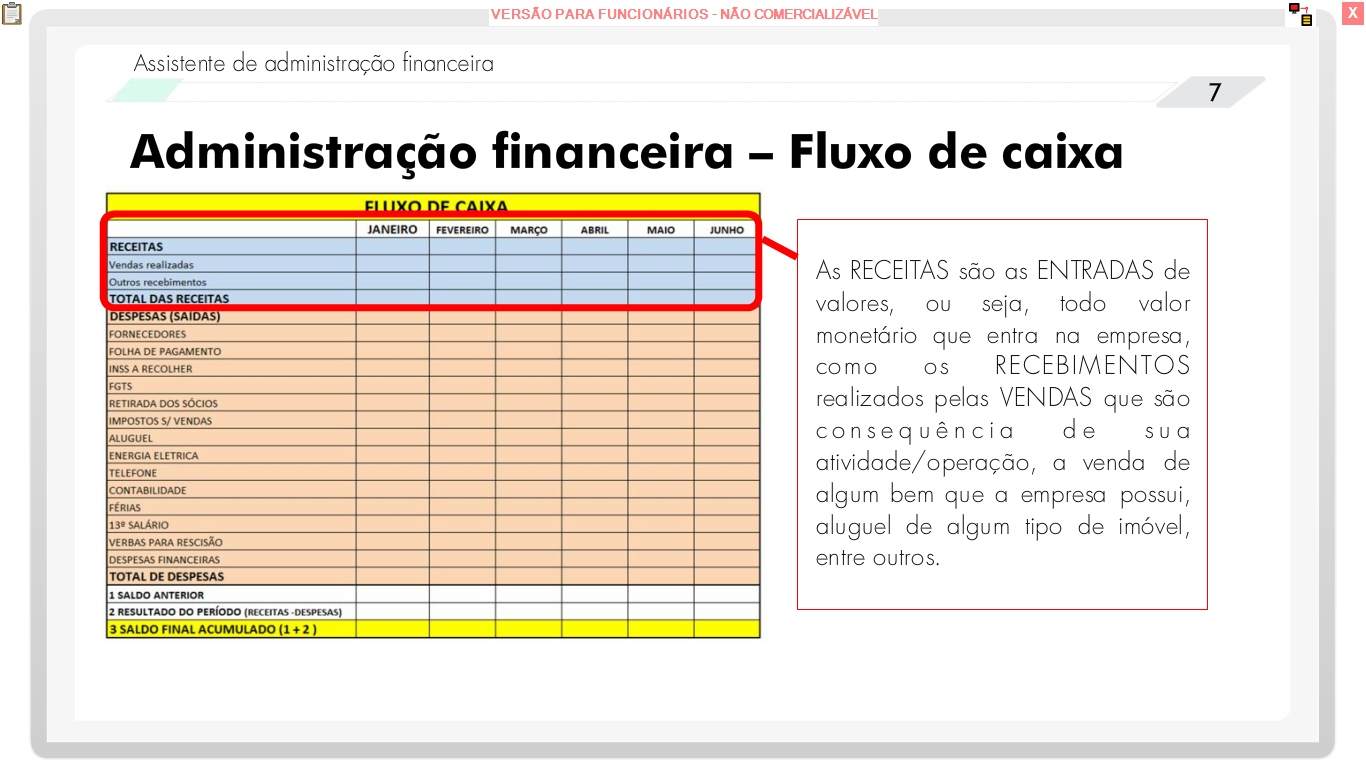 VERSÃO PARA FUNCIONÁRIOS - NÃO COMERCIALIZÁVEL
X
Assistente de administração financeira
7
Administração financeira – Fluxo de caixa
FLUXO DE CAIXA
JANEIRO FEVEREIRO MARÇO ABRIL MAIO JUNHO
RECEITAS
Vendas realizadas
Outros recebimentos
TOTAL DAS RECEITAS
DESPESAS (SAIDAS)
FORNECEDORES
FOLHA DE PAGAMENTO
INSS A RECOLHER
FGTS
RETIRADA DOS SÓCIOS
IMPOSTOS S/ VENDAS
ALUGUEL
ENERGIA ELETRICA
TELEFONE
CONTABILIDADE
FÉRIAS
13º SALÁRIO
VERBAS PARA RESCISÃO
DESPESAS FINANCEIRAS
TOTAL DE DESPESAS
1 SALDO ANTERIOR
2 RESULTADO DO PERÍODO (RECEITAS -DESPESAS)
3 SALDO FINAL ACUMULADO (1 + 2 )
As RECEITAS são as ENTRADAS de
valores, ou seja, todo valor
monetário que entra na empresa,
como os RECEBIMENTOS
realizados pelas VENDAS que são
consequência de sua
atividade/operação, a venda de
algum bem que a empresa possui,
aluguel de algum tipo de imóvel,
entre outros.